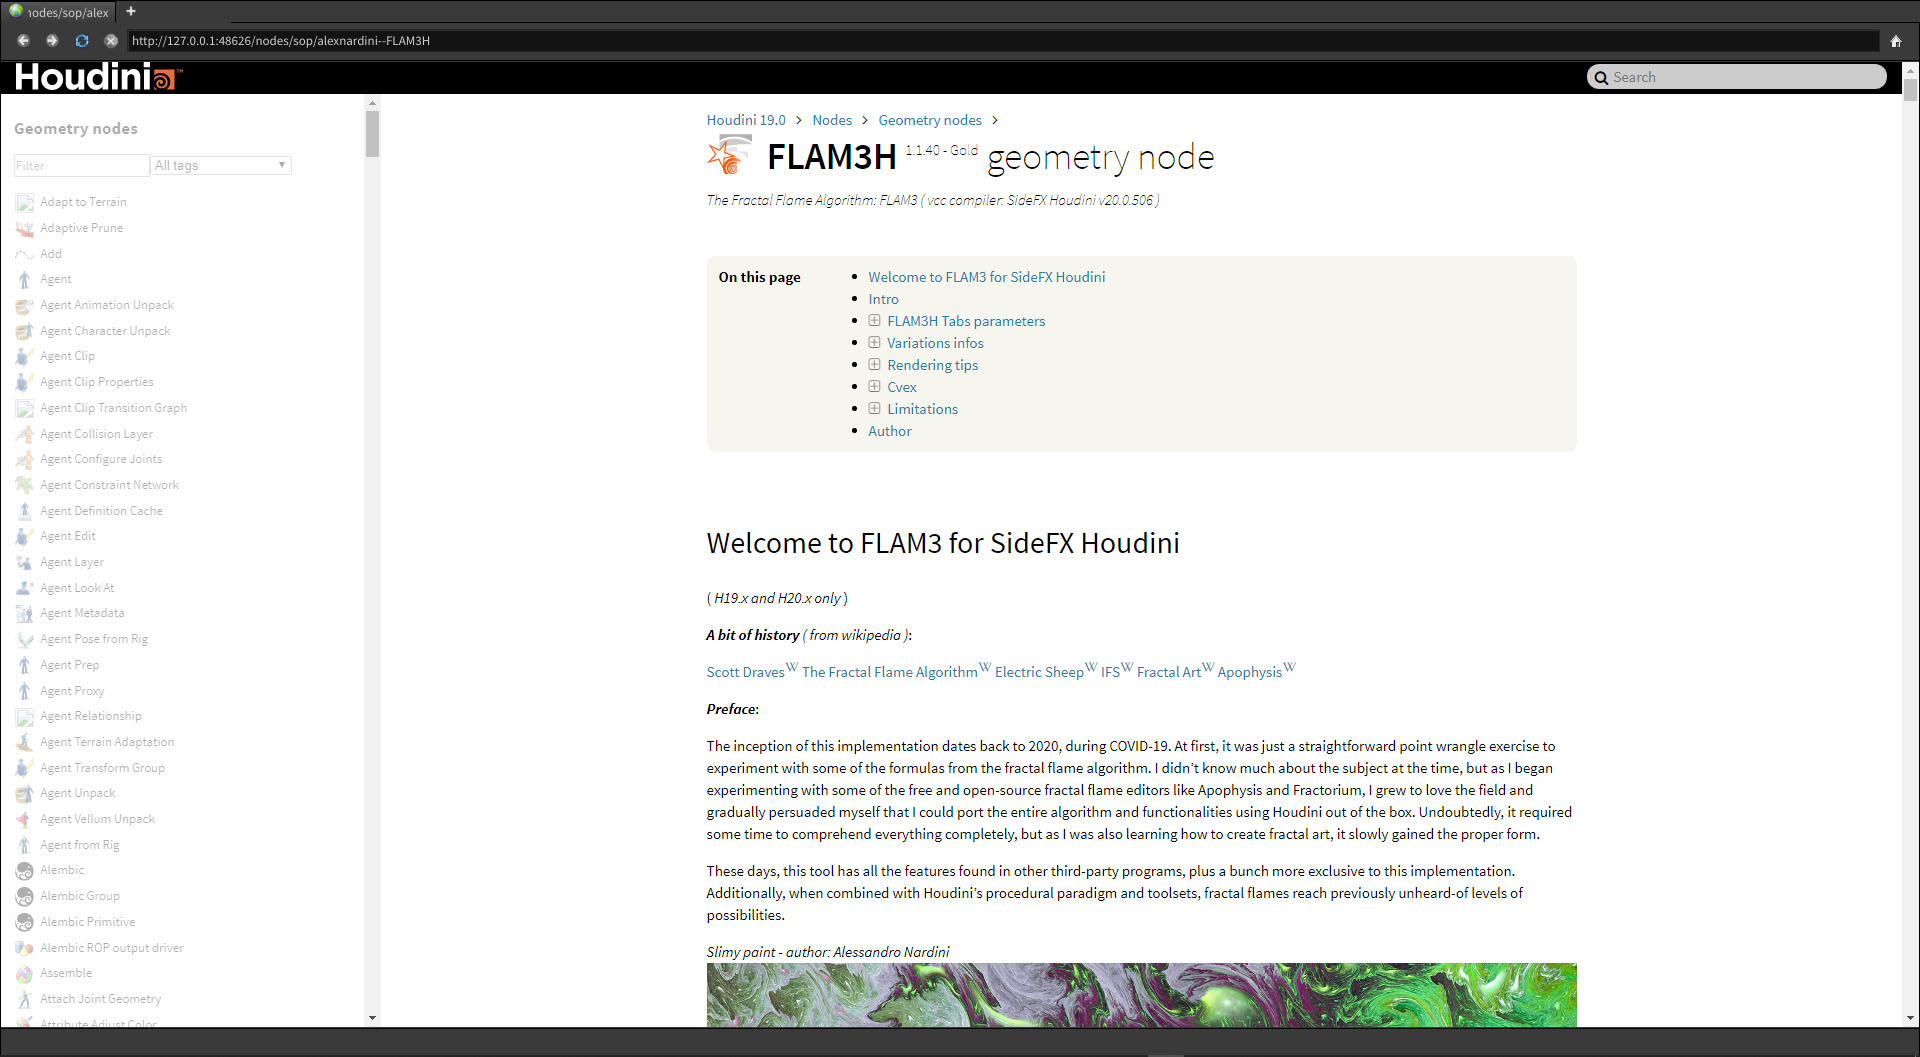 nodes/sop/alex
http://127.0.0.1:48626/nodes/sop/alexnardini--FLAM3H
Houdini™
Search
Geometry nodes
Filter
All tags
Adapt to Terrain
Adaptive Prune
Add
Agent
Agent Animation Unpack
Agent Character Unpack
Agent Clip
Agent Clip Properties
Agent Clip Transition Graph
Agent Collision Layer
Agent Configure Joints
Agent Constraint Network
Agent Definition Cache
Agent Edit
Agent Layer
Agent Look At
Agent Metadata
Agent Pose from Rig
Agent Prep
Agent Proxy
Agent Relationship
Agent Terrain Adaptation
Agent Transform Group
Agent Unpack
Agent Vellum Unpack
Agent from Rig
Alembic
Alembic Group
Alembic Primitive
Alembic ROP output driver
Assemble
Attach Joint Geometry
Attribute Adjust Color
Houdini 19.0 > Nodes > Geometry nodes >
FLAM3H 1.1.40 - Gold geometry node
The Fractal Flame Algorithm: FLAM3 ( vcc compiler: SideFX Houdini v20.0.506 )
On this page
Welcome to FLAM3 for SideFX Houdini
Intro
FLAM3H Tabs parameters
Variations infos
Rendering tips
Cvex
Limitations
Author
Welcome to FLAM3 for SideFX Houdini
( H19.x and H20.x only )
A bit of history ( from wikipedia ):
Scott DravesW The Fractal Flame AlgorithmW Electric SheepW IFSW Fractal ArtW ApophysisW
Preface:
The inception of this implementation dates back to 2020, during COVID-19. At first, it was just a straightforward point wrangle exercise to
experiment with some of the formulas from the fractal flame algorithm. I didn't know much about the subject at the time, but as I began
experimenting with some of the free and open-source fractal flame editors like Apophysis and Fractorium, I grew to love the field and
gradually persuaded myself that I could port the entire algorithm and functionalities using Houdini out of the box. Undoubtedly, it required
some time to comprehend everything completely, but as I was also learning how to create fractal art, it slowly gained the proper form.
These days, this tool has all the features found in other third-party programs, plus a bunch more exclusive to this implementation.
Additionally, when combined with Houdini's procedural paradigm and toolsets, fractal flames reach previously unheard-of levels of
possibilities.
Slimy paint - author: Alessandro Nardini